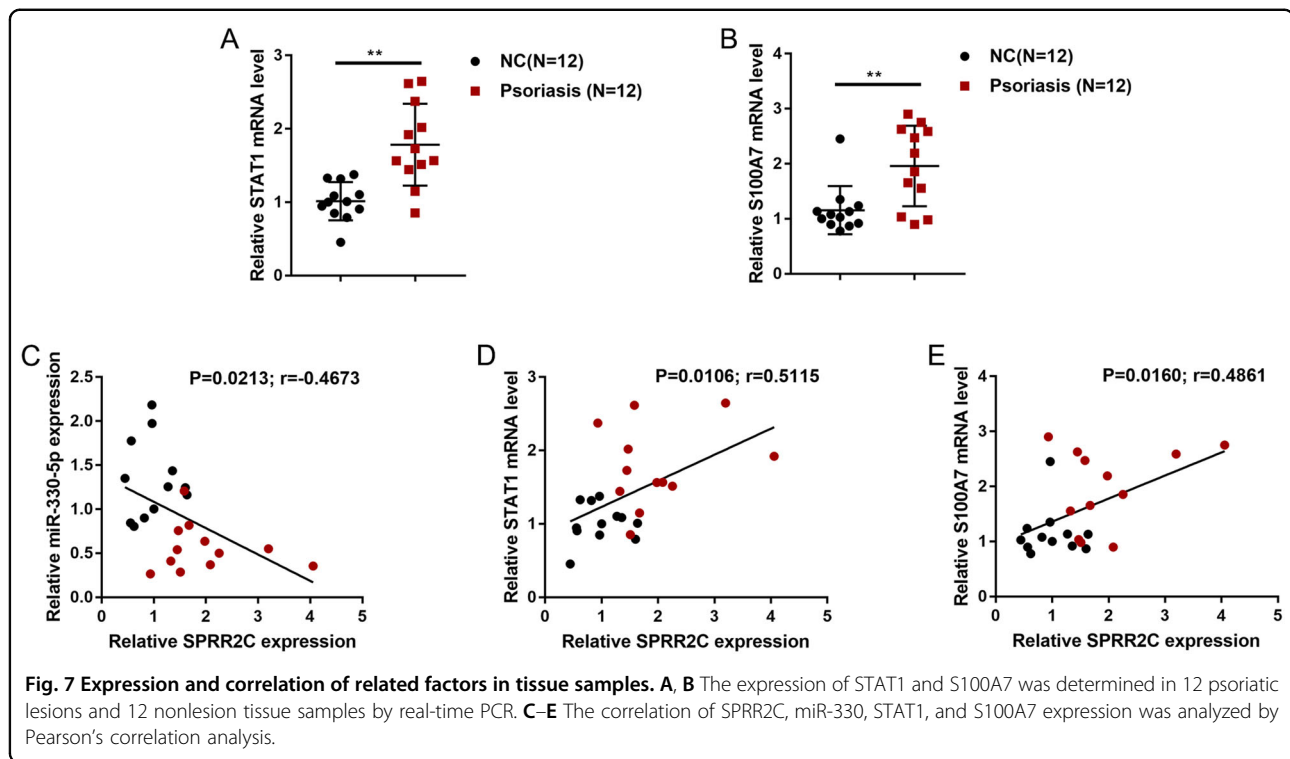 A
**
Relative STAT1 mRNA level
3
2
1
0
NC(N=12)
Psoriasis (N=12)
B
**
Relative S100A7 mRNA level
4
3
2
1
0
NC(N=12)
Psoriasis (N=12)
C
P=0.0213; r=-0.4673
Relative miR-330-5p expression
2.5
2.0
1.5
1.0
0.5
0.0
0 1 2 3 4 5
Relative SPRR2C expression
D
P=0.0106; r=0.5115
Relative STAT1 mRNA level
3
2
1
0
0 1 2 3 4 5
Relative SPRR2C expression
E
P=0.0160; r=0.4861
Relative S100A7 mRNA level
4
3
2
1
0
0 1 2 3 4 5
Relative SPRR2C expression
Fig. 7 Expression and correlation of related factors in tissue samples. A, B The expression of STAT1 and S100A7 was determined in 12 psoriatic
lesions and 12 nonlesion tissue samples by real-time PCR. C–E The correlation of SPRR2C, miR-330, STAT1, and S100A7 expression was analyzed by
Pearson's correlation analysis.